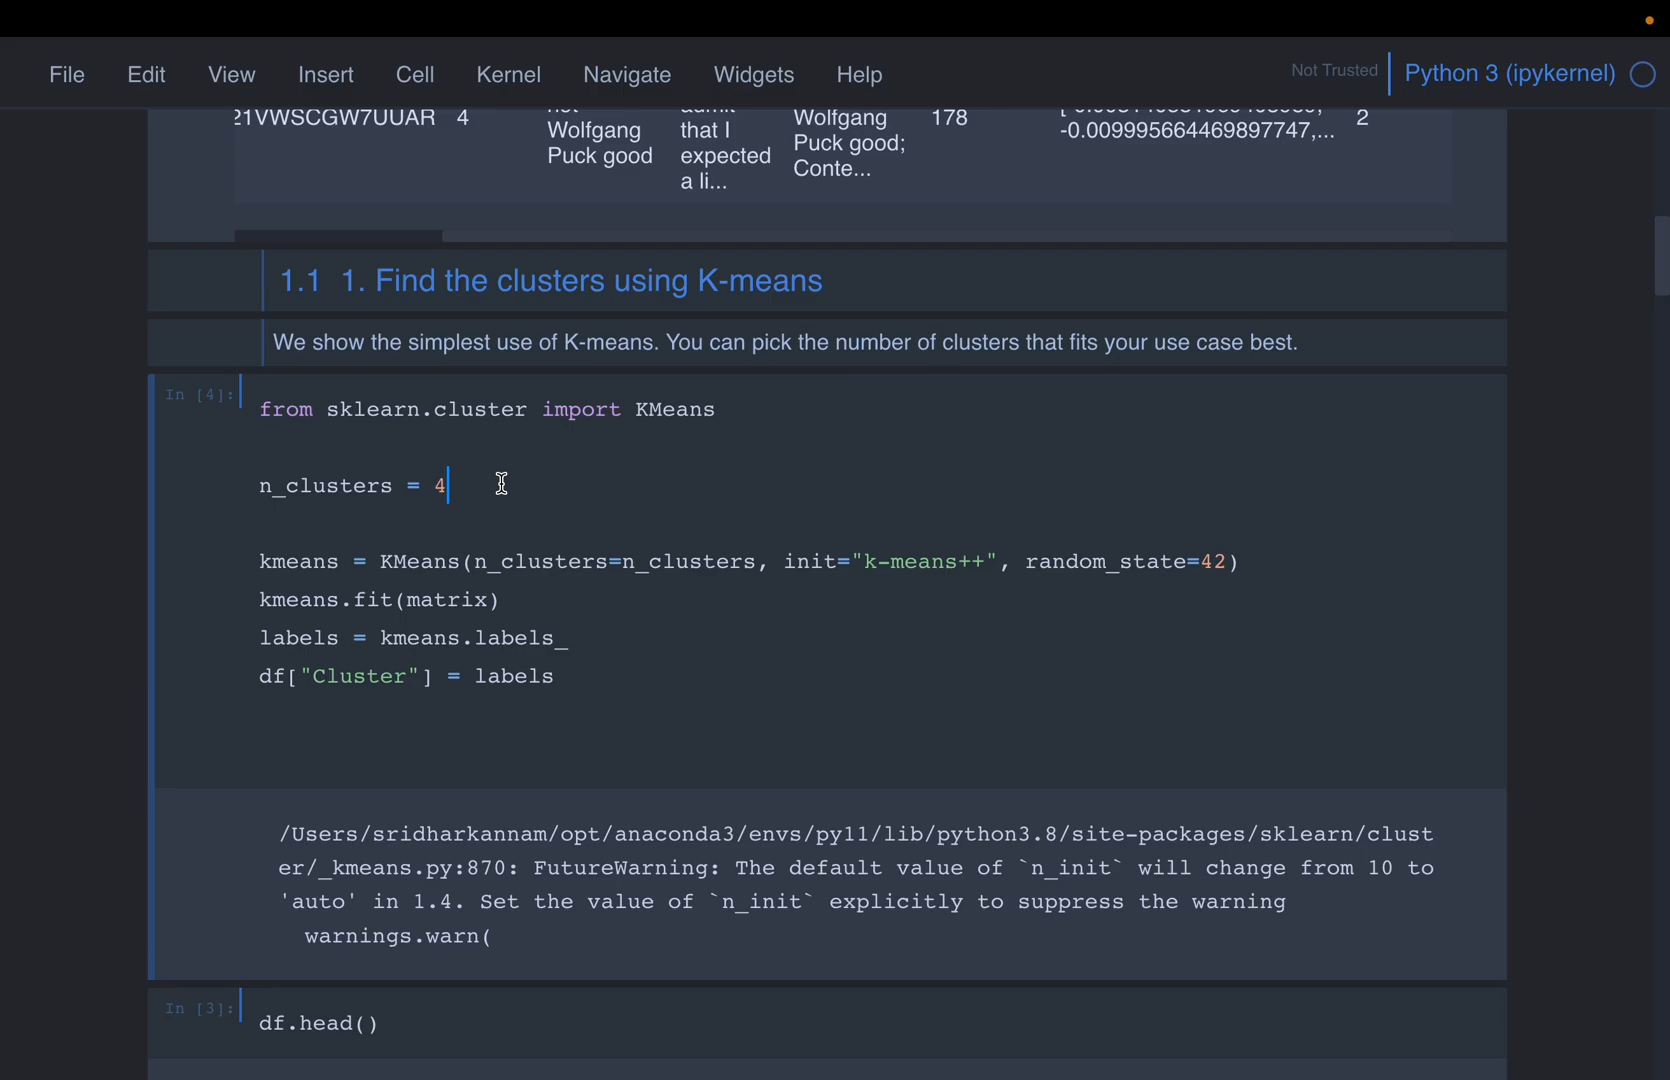 File Edit View Insert Cell Kernel Navigate Widgets Help Not Trusted Python 3 (ipykernel)
21VWSCGW7UUAR 4 Wolfgang that I Wolfgang 178 -0.009995664469897747,... 2
Puck good expected Puck good;
a li... Conte...
1.1 1. Find the clusters using K-means
We show the simplest use of K-means. You can pick the number of clusters that fits your use case best.
In [4]:
from sklearn.cluster import KMeans
n_clusters = 4
kmeans = KMeans(n_clusters=n_clusters, init="k-means++", random_state=42)
kmeans.fit(matrix)
labels = kmeans.labels_
df["Cluster"] = labels
/Users/sridharkannam/opt/anaconda3/envs/py11/lib/python3.8/site-packages/sklearn/clust
er/_kmeans.py:870: FutureWarning: The default value of `n_init` will change from 10 to
'auto' in 1.4. Set the value of `n_init` explicitly to suppress the warning
warnings.warn(
In [3]:
df.head()